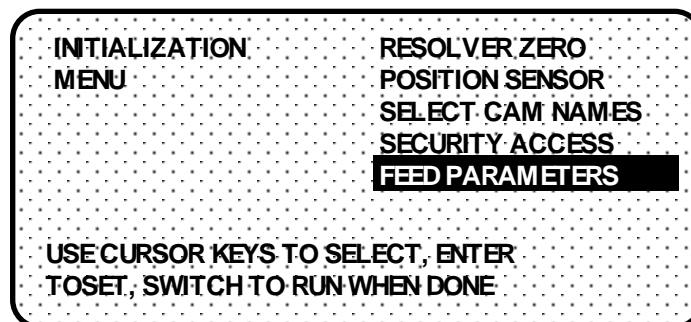 INITIALIZATION RESOLVER ZERO
MENU POSITION SENSOR
SELECT CAM NAMES
SECURITY ACCESS
FEED PARAMETERS
USE CURSOR KEYS TO SELECT, ENTER
TOSET, SWITCH TO RUN WHEN DONE